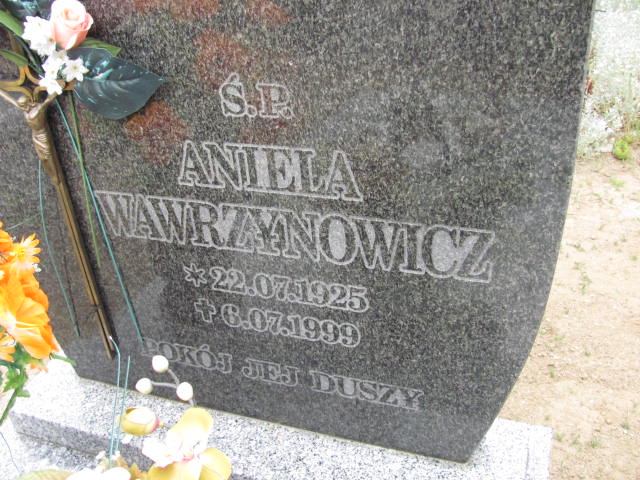 Ś.P.
ANIELA
WAWRZYNOWICZ
* 22.07.1925
✝ 6.07.1999
POKÓJ JEJ DUSZY